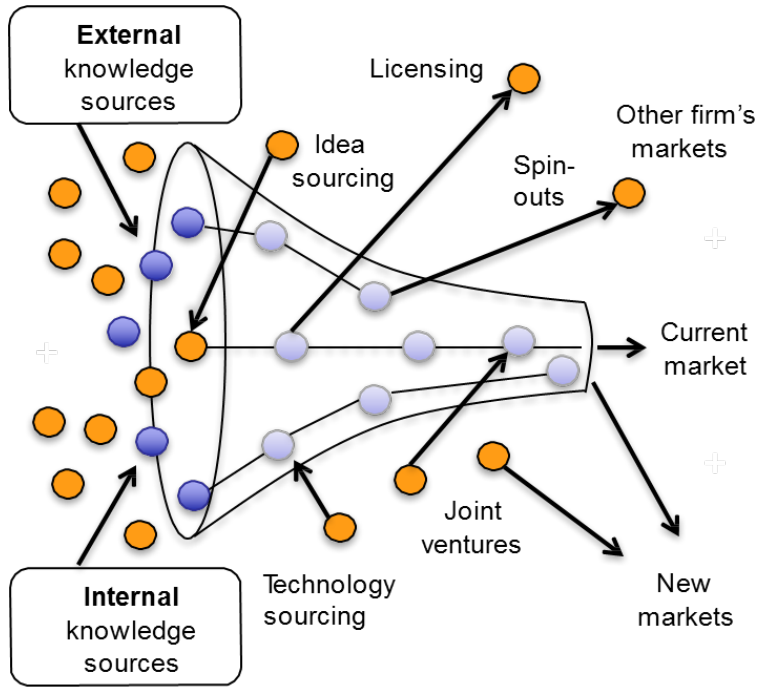 External
knowledge
sources
Licensing
Other firm's
markets
Idea
sourcing
Spin-
outs
Current
market
Joint
ventures
Technology
sourcing
New
markets
Internal
knowledge
sources